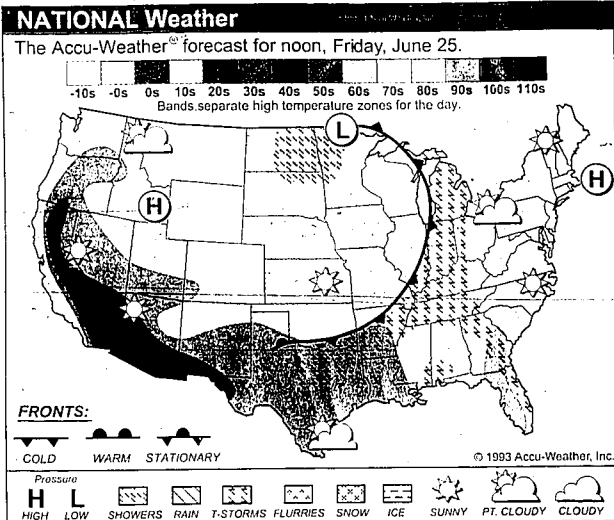 NATIONAL Weather
The Accu-Weather® forecast for noon, Friday, June 25.
-10s -0s 0s 10s 20s 30s 40s 50s 60s 70s 80s 90s 100s 110s
Bands separate high temperature zones for the day.
L
H
H
FRONTS:
COLD WARM STATIONARY
© 1993 Accu-Weather, Inc.
Pressure
H L
HIGH LOW SHOWERS RAIN T-STORMS FLURRIES SNOW ICE SUNNY PT. CLOUDY CLOUDY